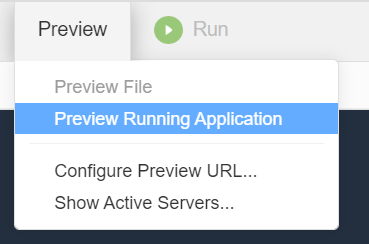 Preview Run
Preview File
Preview Running Application
Configure Preview URL...
Show Active Servers...